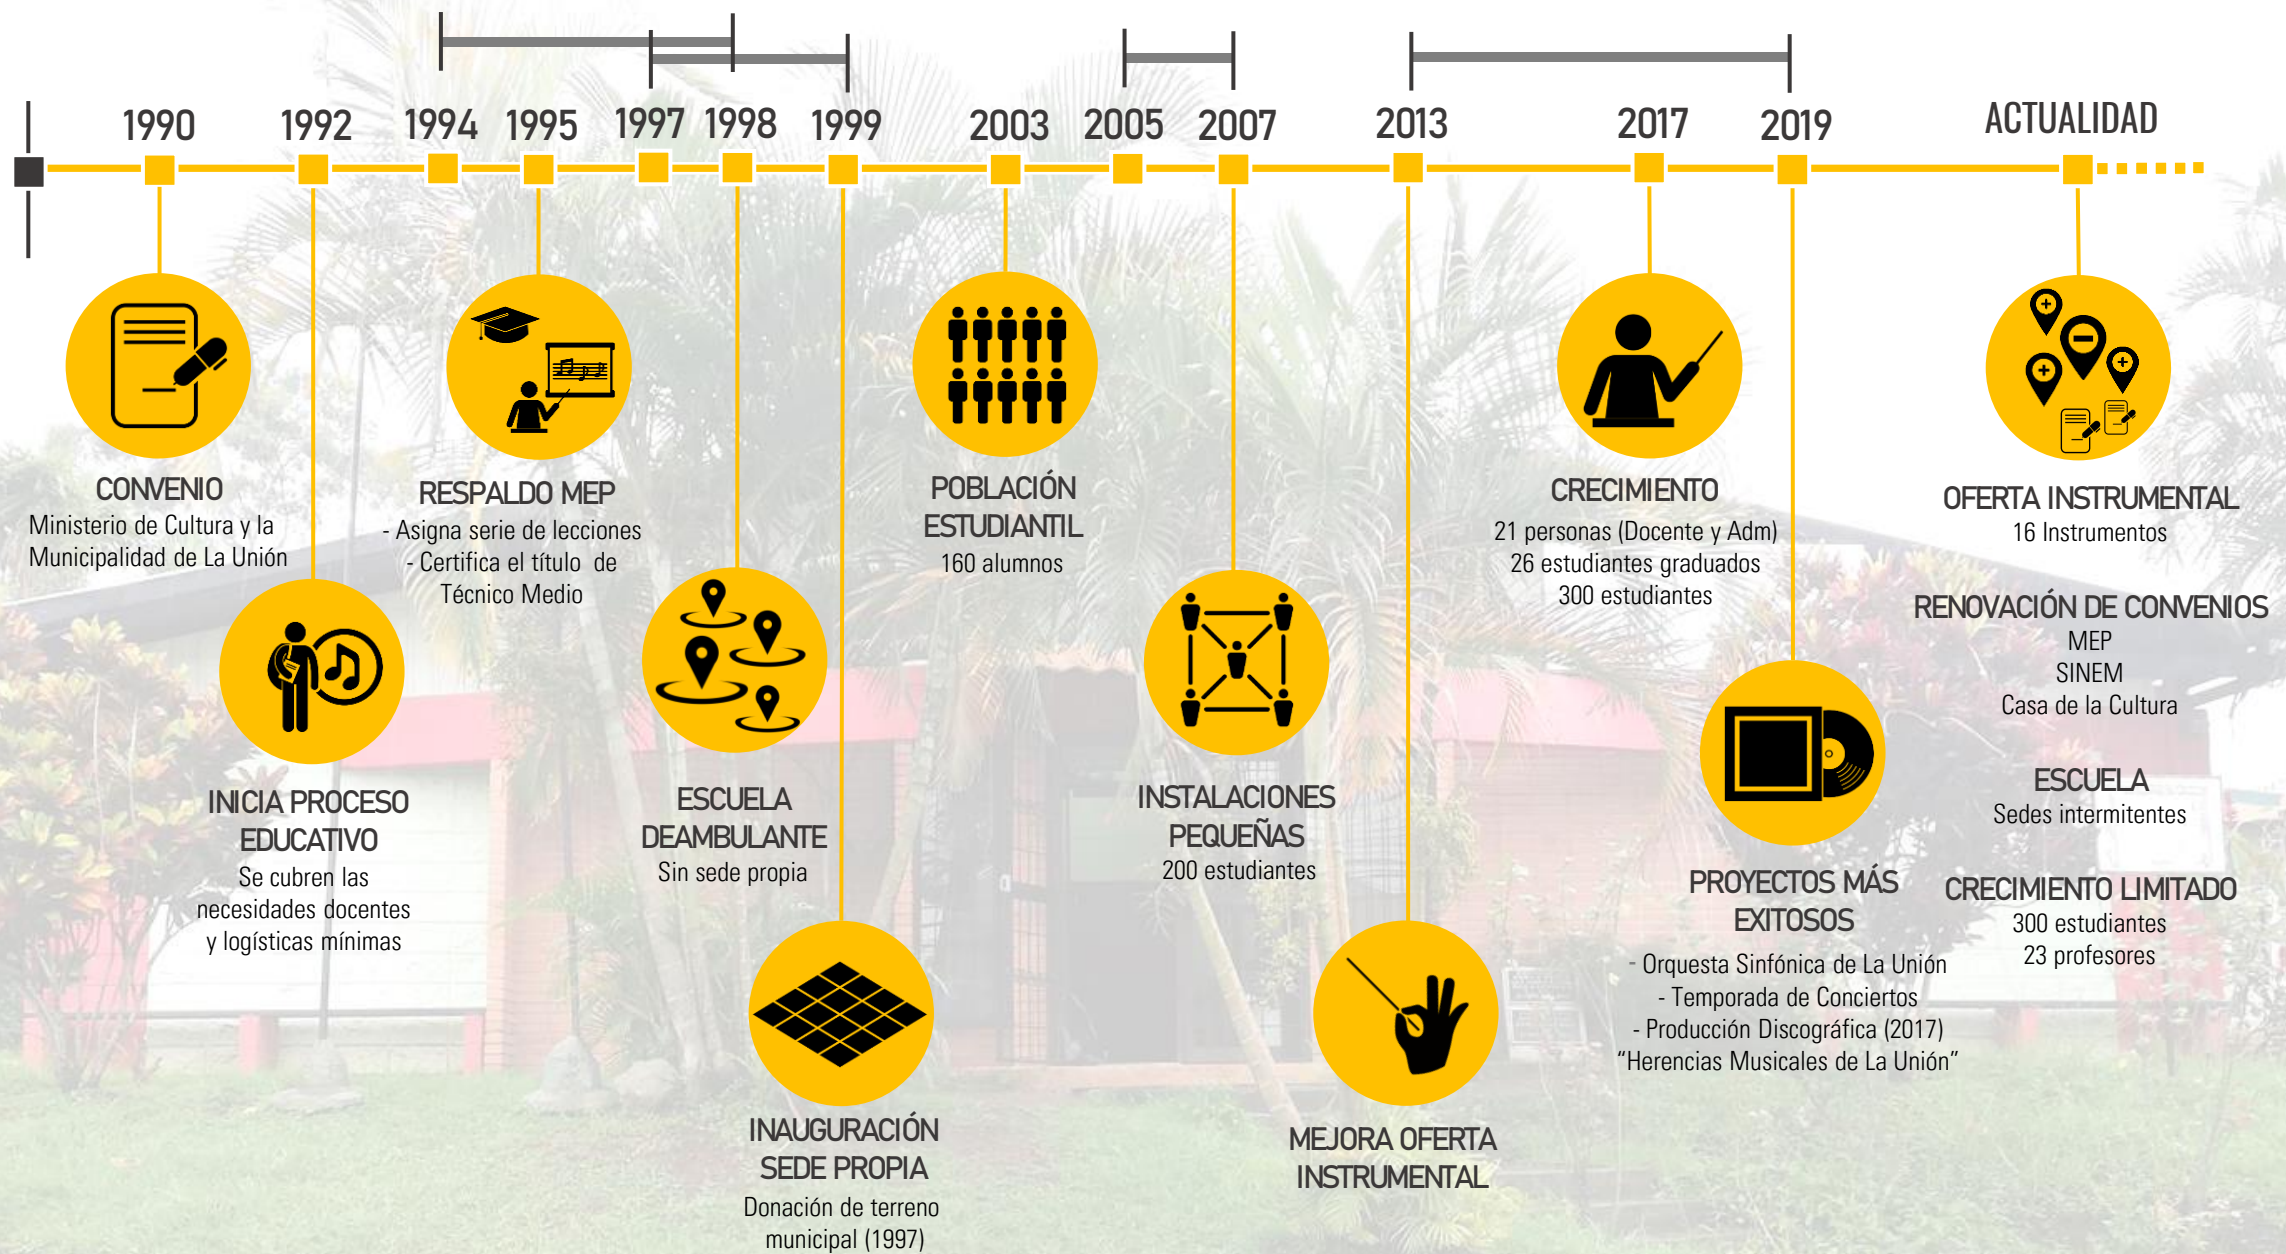 1990
1992
1994
1995
1997
1998
1999
2003
2005
2007
2013
2017
2019
ACTUALIDAD
CONVENIO
Ministerio de Cultura y la
Municipalidad de La Unión
INICIA PROCESO
EDUCATIVO
Se cubren las
necesidades docentes
y logísticas mínimas
RESPALDO MEP
- Asigna serie de lecciones
- Certifica el título de
Técnico Medio
ESCUELA
DEAMBULANTE
Sin sede propia
INAUGURACIÓN
SEDE PROPIA
Donación de terreno
municipal (1997)
POBLACIÓN
ESTUDIANTIL
160 alumnos
INSTALACIONES
PEQUEÑAS
200 estudiantes
MEJORA OFERTA
INSTRUMENTAL
CRECIMIENTO
21 personas (Docente y Adm)
26 estudiantes graduados
300 estudiantes
PROYECTOS MÁS
EXITOSOS
- Orquesta Sinfónica de La Unión
- Temporada de Conciertos
- Producción Discográfica (2017)
“Herencias Musicales de La Unión”
OFERTA INSTRUMENTAL
16 Instrumentos
RENOVACIÓN DE CONVENIOS
MEP
SINEM
Casa de la Cultura
ESCUELA
Sedes intermitentes
CRECIMIENTO LIMITADO
300 estudiantes
23 profesores